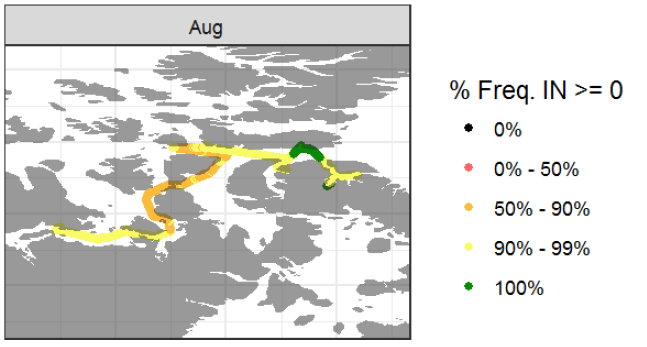 Aug
% Freq. IN >= 0
0%
0% - 50%
50% - 90%
90% - 99%
100%